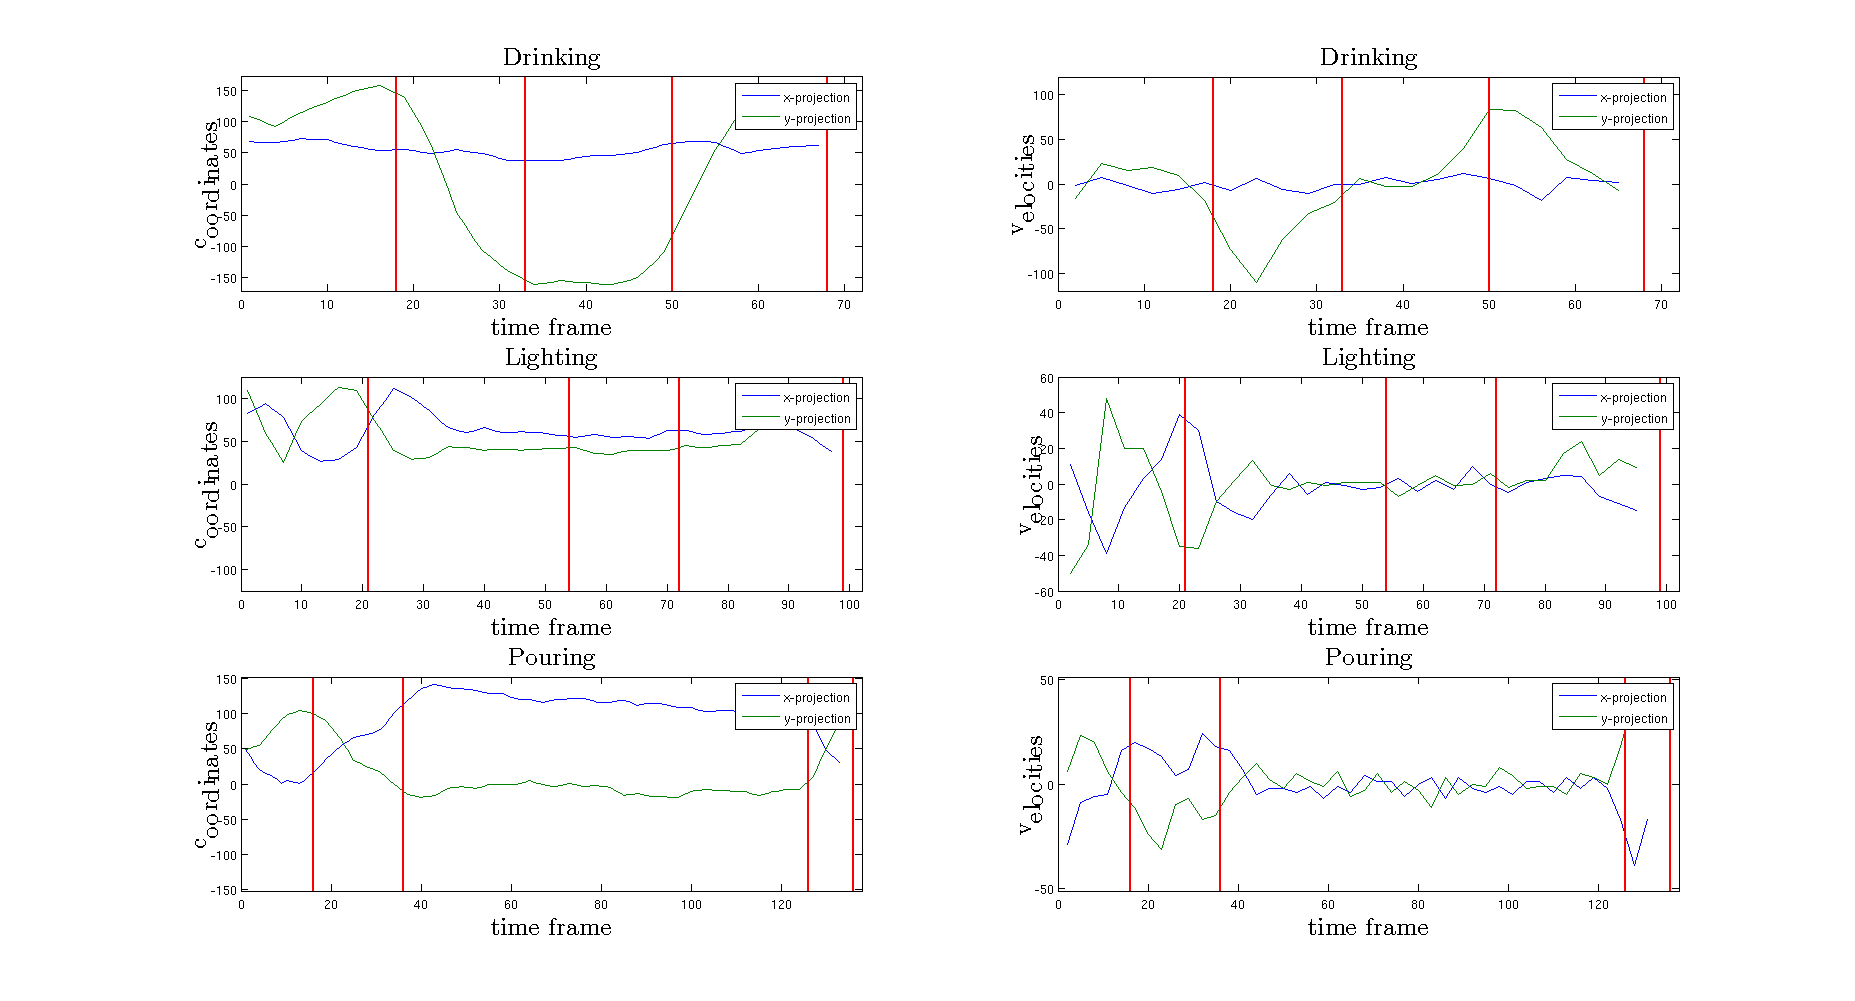 Drinking
coordinates
150
100
50
0
-50
-100
-150
x-projection
y-projection
0 10 20 30 40 50 60 70
time frame
Drinking
velocities
100
50
0
-50
-100
x-projection
y-projection
0 10 20 30 40 50 60 70
time frame
Lighting
coordinates
100
50
0
-50
-100
x-projection
y-projection
0 10 20 30 40 50 60 70 80 90 100
time frame
Lighting
velocities
60
40
20
0
-20
-40
-60
x-projection
y-projection
0 10 20 30 40 50 60 70 80 90 100
time frame
Pouring
coordinates
150
100
50
0
-50
-100
-150
x-projection
y-projection
0 20 40 60 80 100 120
time frame
Pouring
velocities
50
0
-50
x-projection
y-projection
0 20 40 60 80 100 120
time frame